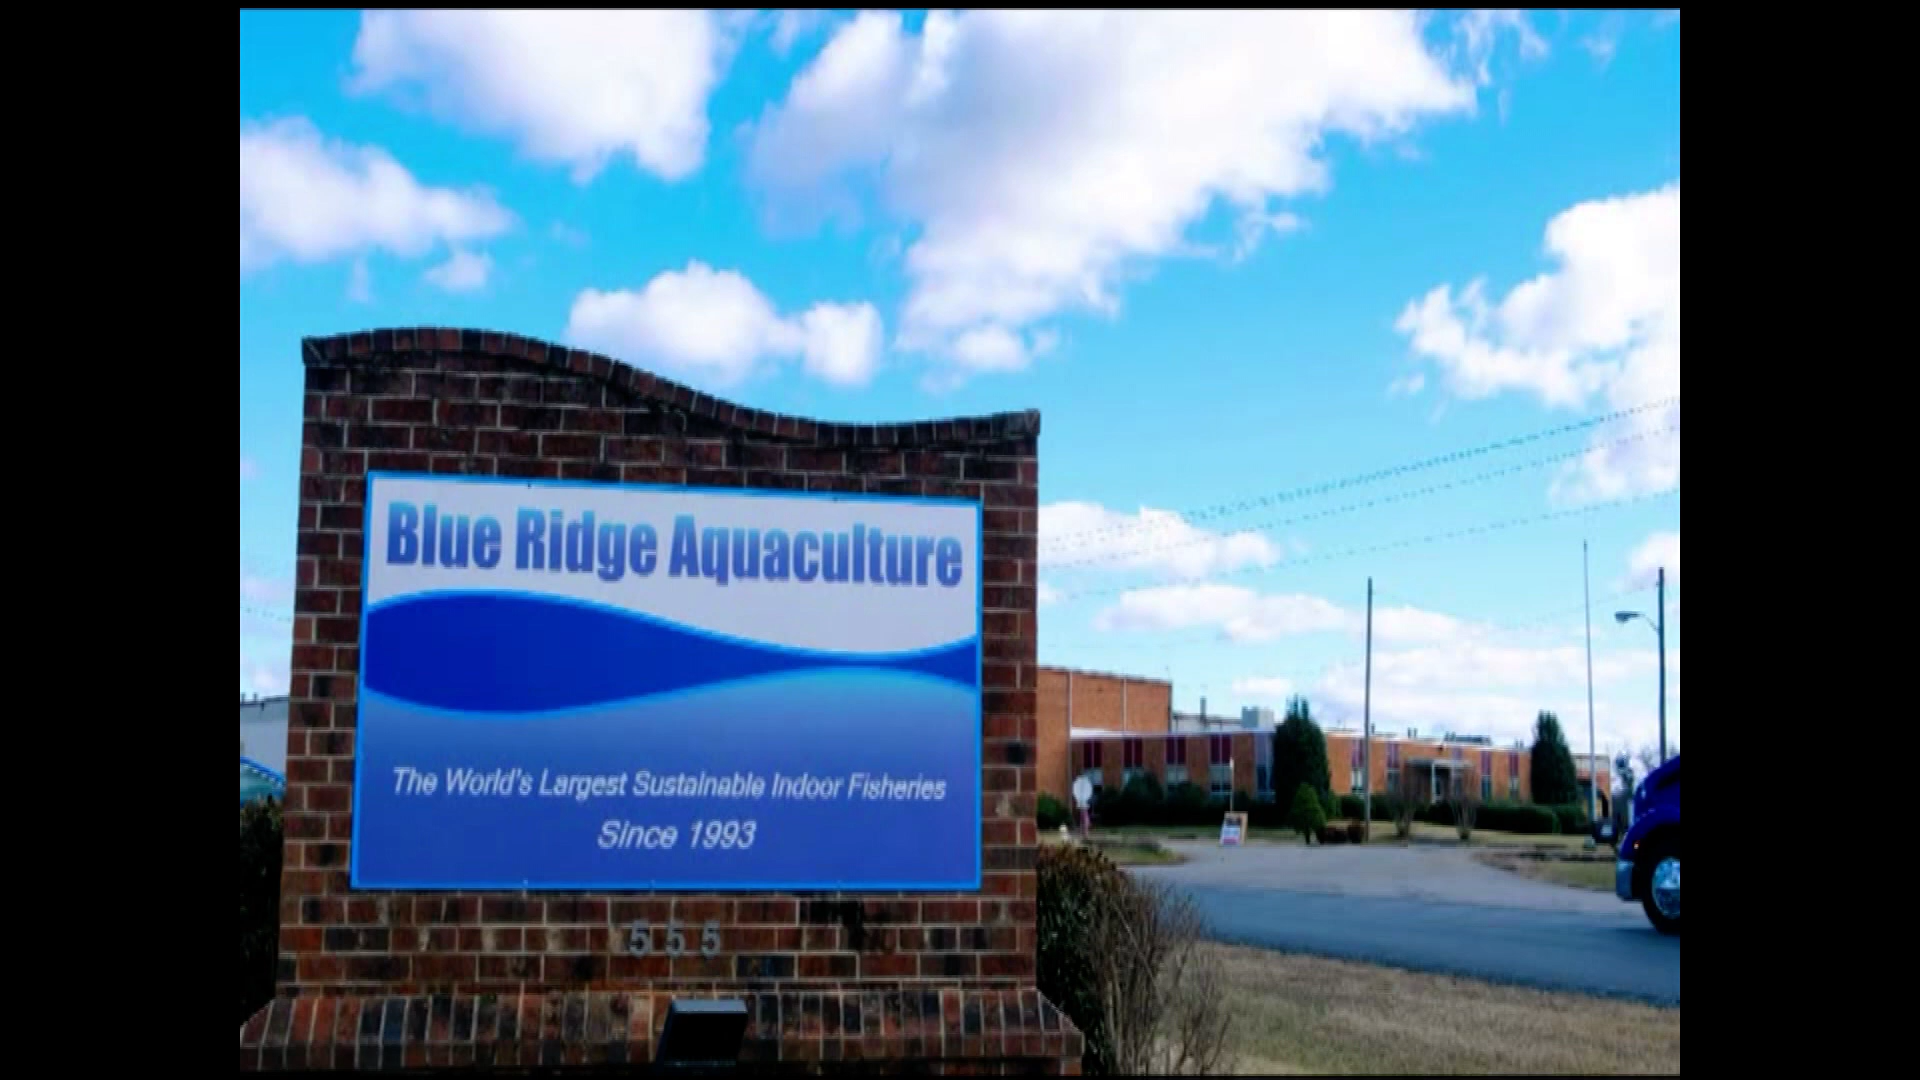 Blue Ridge Aquaculture
The World's Largest Sustainable Indoor Fisheries
Since 1993
555